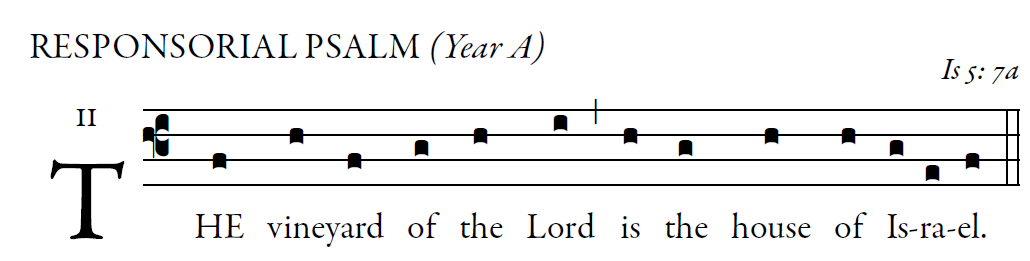 RESPONSORIAL PSALM (Year A)
Is 5: 7a
II
THE vineyard of the Lord is the house of Is-ra-el.